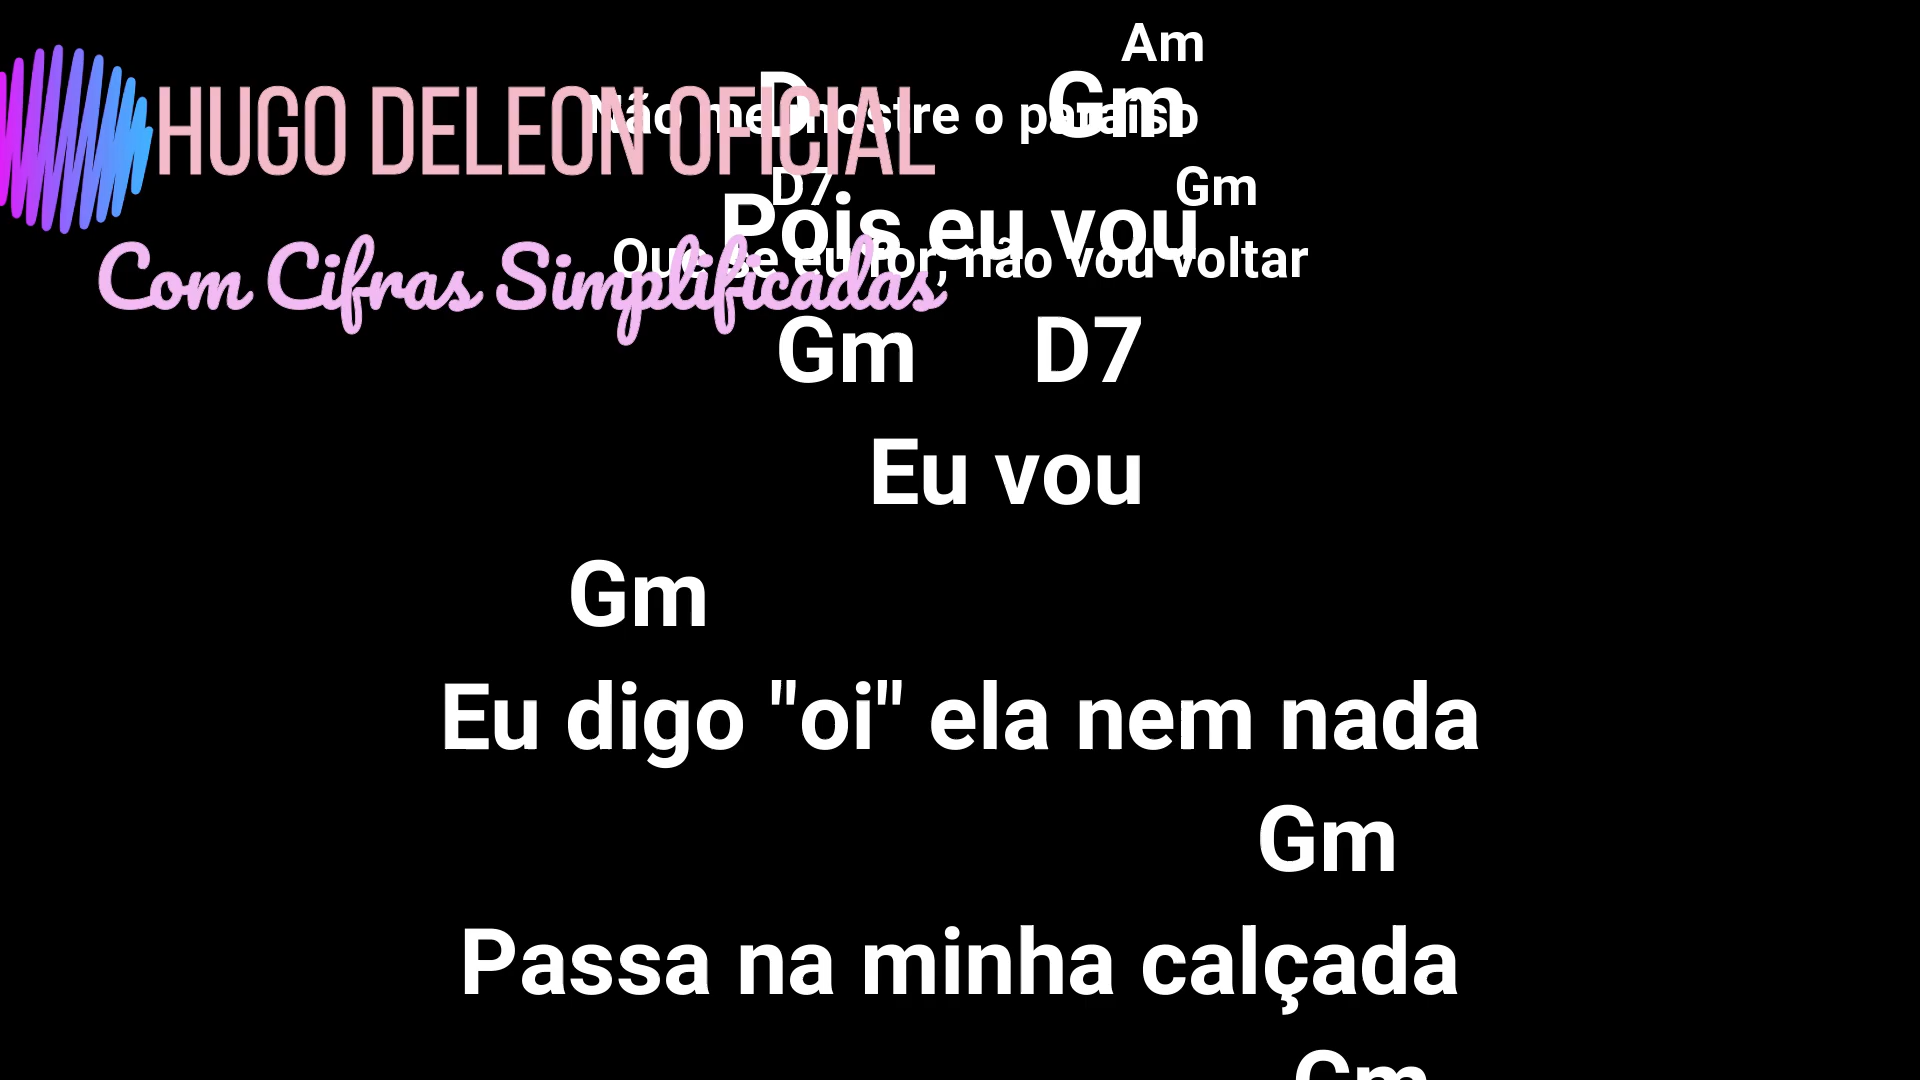 Am
HUGO DELEON OFICIAL
D Gm
Não me mostre o paraíso
D7 Gm
Pois eu vou
Que se eu for, não vou voltar
Com Cifras Simplificadas
Gm D7
Eu vou
Gm
Eu digo "oi" ela nem nada
Gm
Passa na minha calçada
Gm